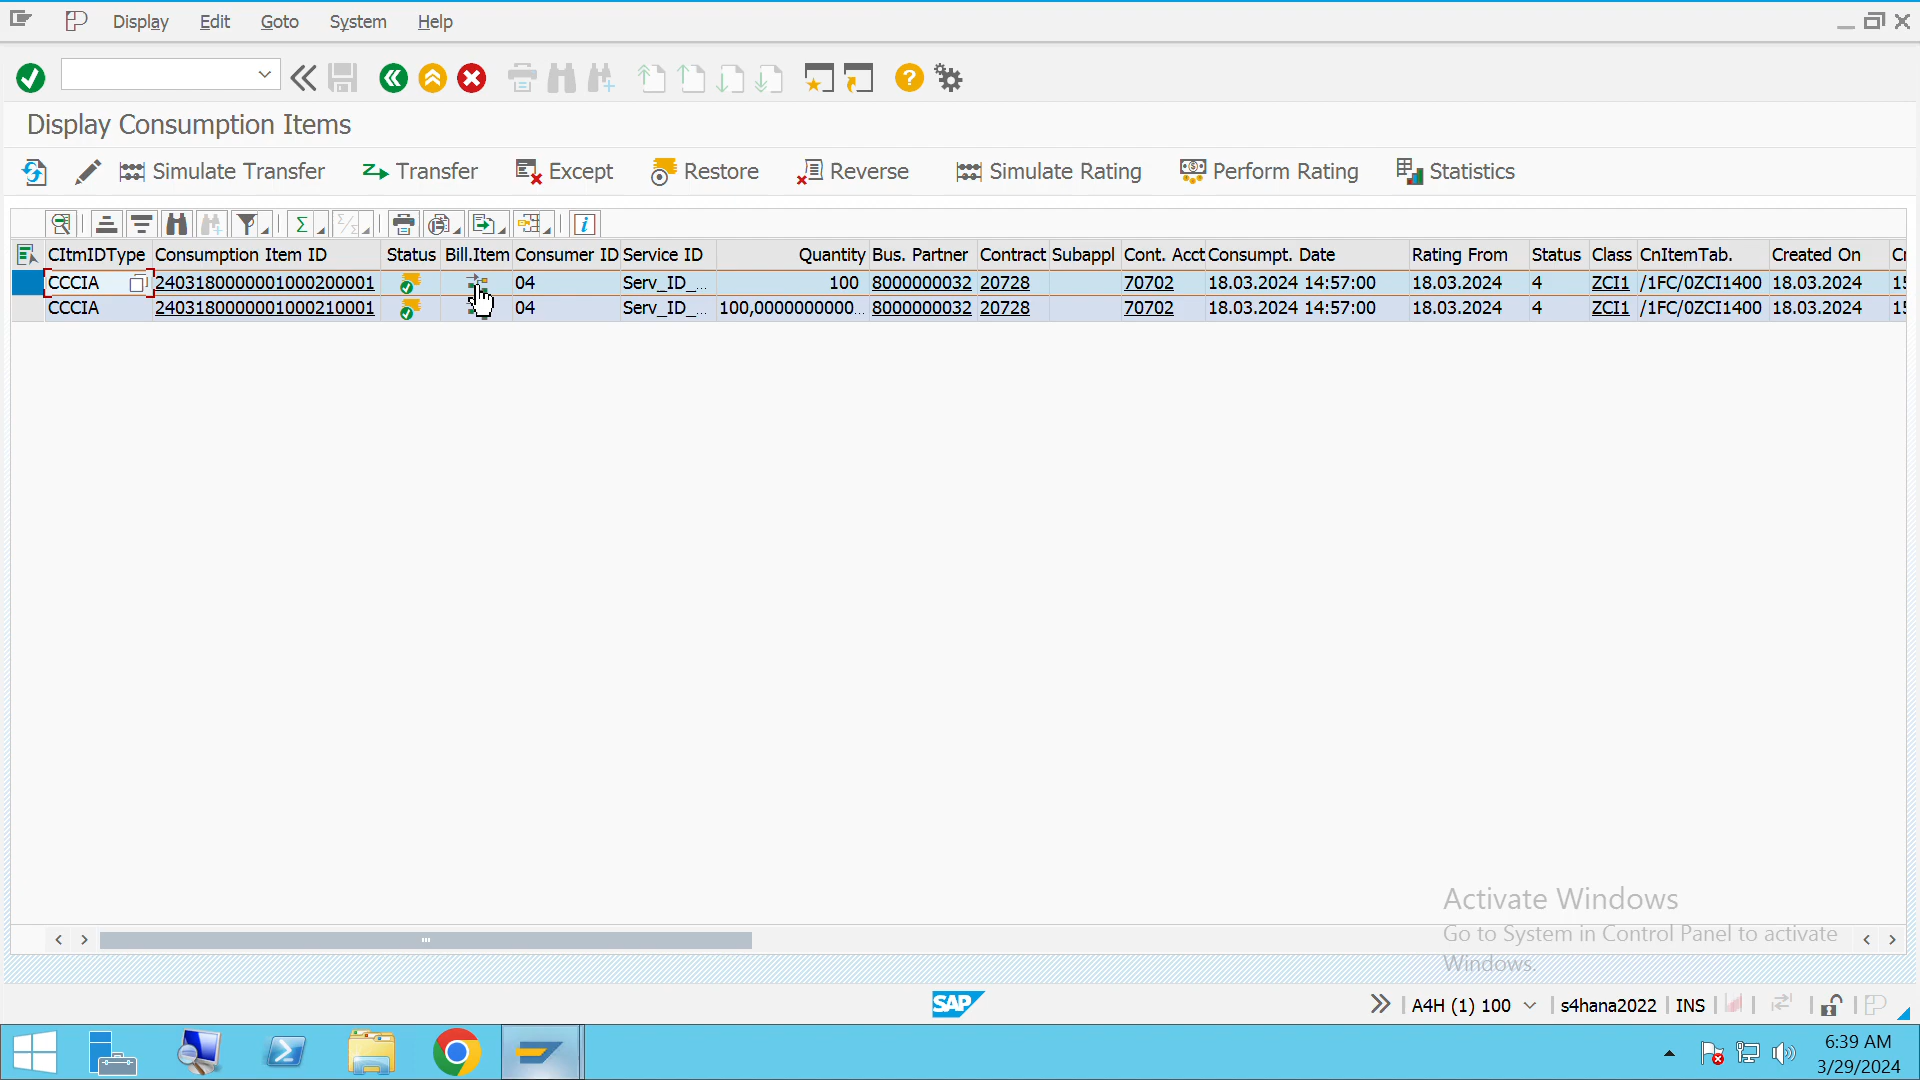 Display Edit Goto System Help
Display Consumption Items
Simulate Transfer Transfer Except Restore Reverse Simulate Rating Perform Rating Statistics
CItmIDType Consumption Item ID Status Bill.Item Consumer ID Service ID Quantity Bus. Partner Contract Subappl Cont. Acct Consumpt. Date Rating From Status Class CnItemTab. Created On
CCCIA 2403180000001000200001 04 Serv_ID_... 100 8000000032 20728 70702 18.03.2024 14:57:00 18.03.2024 4 ZCI1 /1FC/0ZCI1400 18.03.2024
CCCIA 2403180000001000210001 04 Serv_ID_... 100,0000000000... 8000000032 20728 70702 18.03.2024 14:57:00 18.03.2024 4 ZCI1 /1FC/0ZCI1400 18.03.2024
Activate Windows
Go to System in Control Panel to activate
Windows.
SAP A4H (1) 100 s4hana2022 INS
6:39 AM
3/29/2024